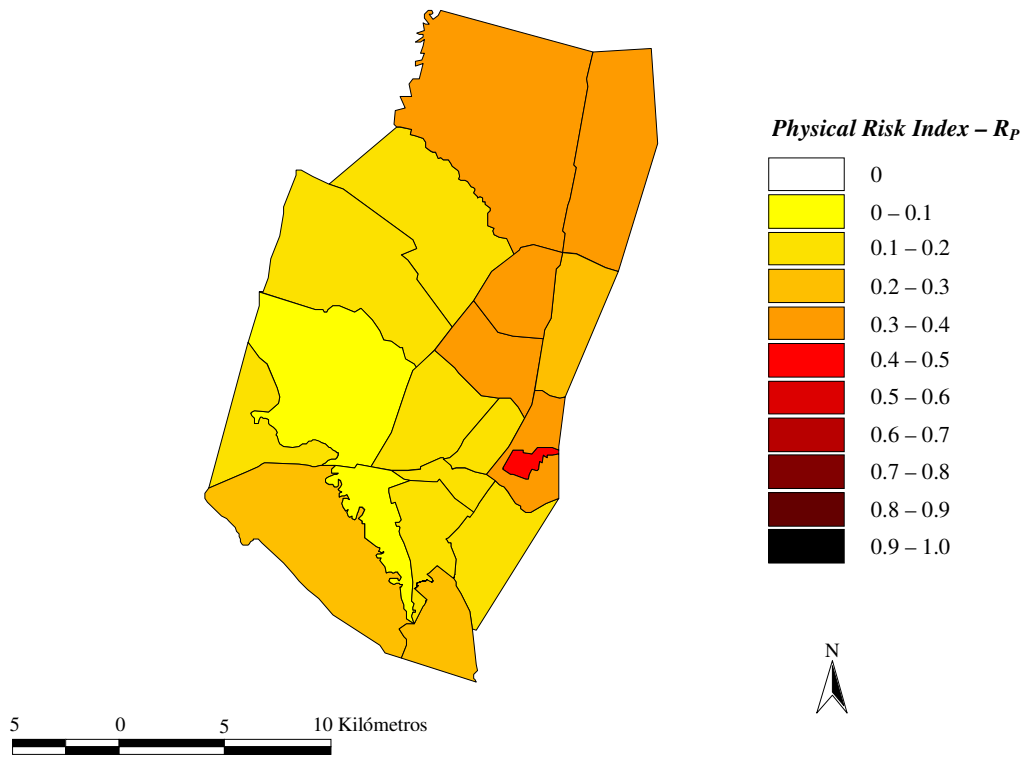 Physical Risk Index – RP
0
0 – 0.1
0.1 – 0.2
0.2 – 0.3
0.3 – 0.4
0.4 – 0.5
0.5 – 0.6
0.6 – 0.7
0.7 – 0.8
0.8 – 0.9
0.9 – 1.0
N
5 0 5 10 Kilómetros